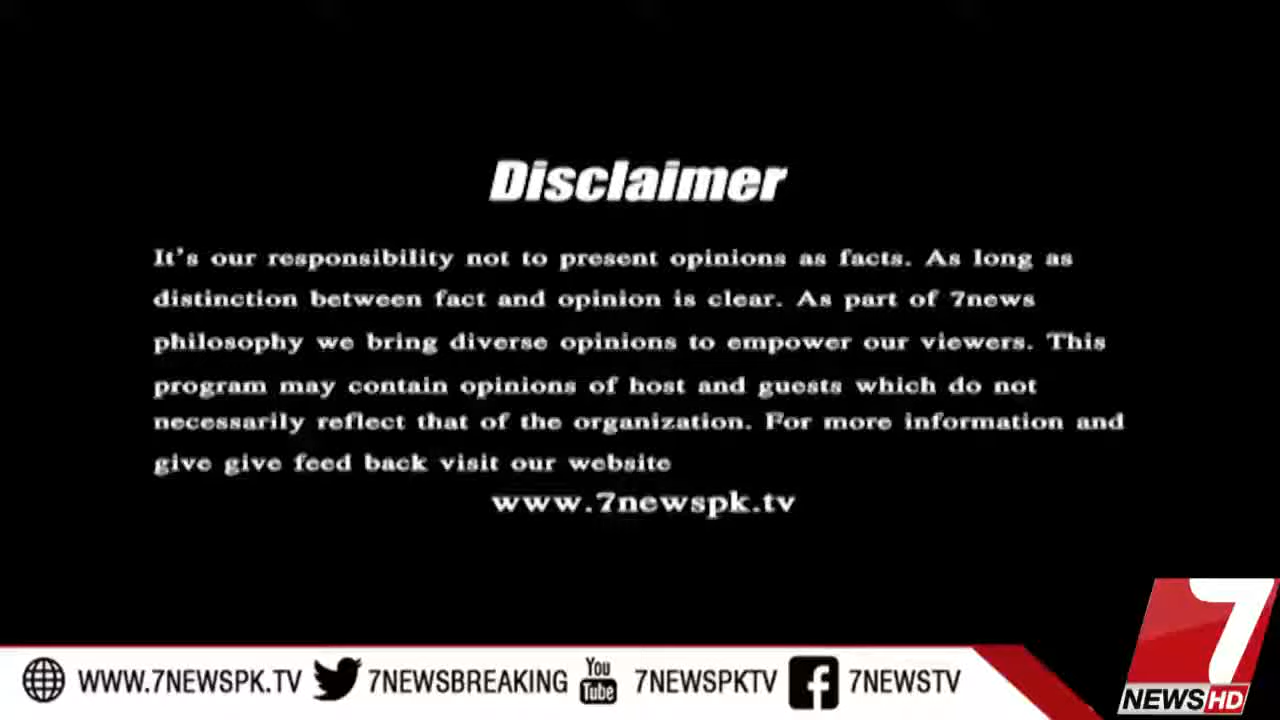 Disclaimer
It's our responsibility not to present opinions as facts. As long as
distinction between fact and opinion is clear. As part of 7news
philosophy we bring diverse opinions to empower our viewers. This
program may contain opinions of host and guests which do not
necessarily reflect that of the organization. For more information and
give give feed back visit our website
www.7newspk.tv
7
NEWS HD
WWW.7NEWSPK.TV 7NEWSBREAKING You Tube 7NEWSPKTV f 7NEWSTV